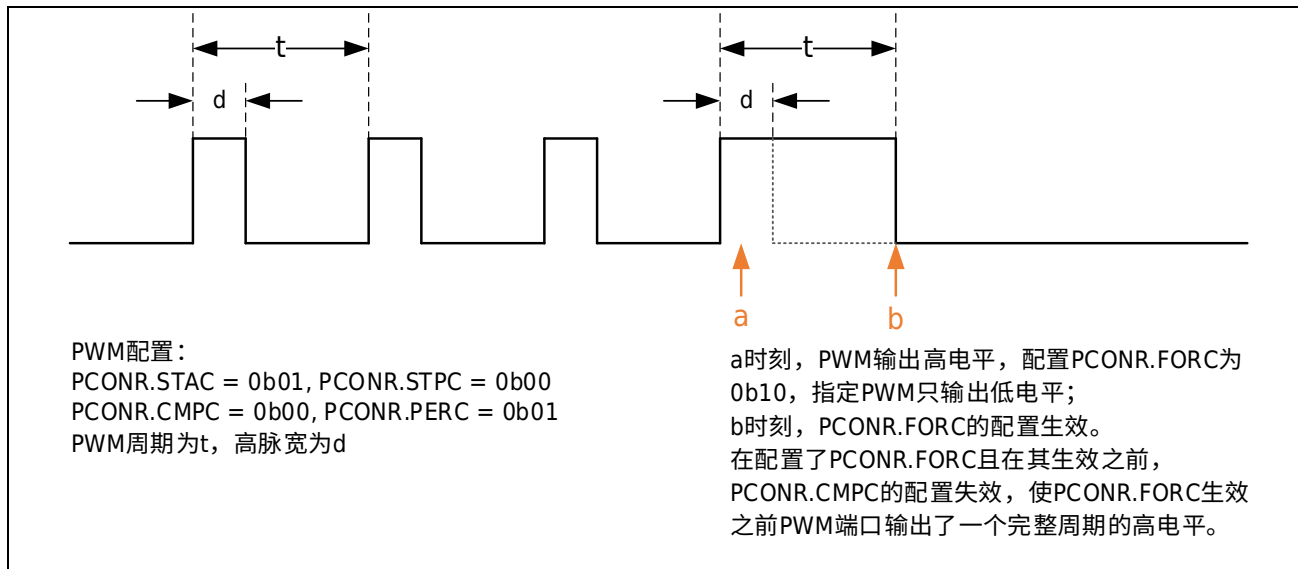 t
t
d
d
a
b
PWM配置：
PCONR.STAC = 0b01, PCONR.STPC = 0b00
PCONR.CMPC = 0b00, PCONR.PERC = 0b01
PWM周期为t，高脉宽为d
a时刻，PWM输出高电平，配置PCONR.FORC为
0b10，指定PWM只输出低电平；
b时刻，PCONR.FORC的配置生效。
在配置了PCONR.FORC且在其生效之前，
PCONR.CMPC的配置失效，使PCONR.FORC生效
之前PWM端口输出了一个完整周期的高电平。